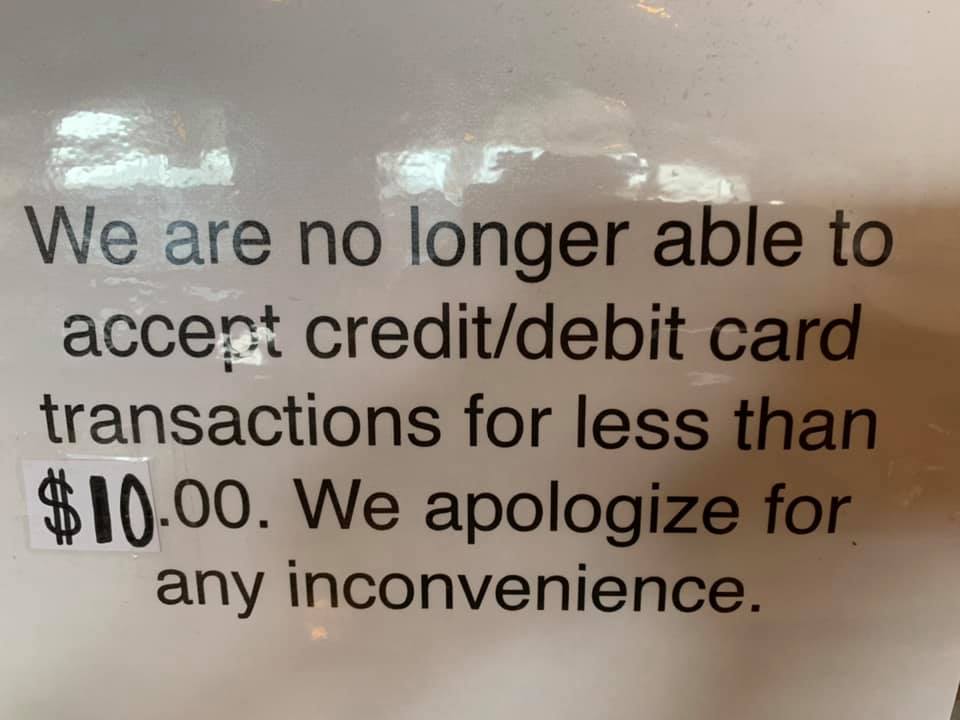 We are no longer able to
accept credit/debit card
transactions for less than
$10.00. We apologize for
any inconvenience.